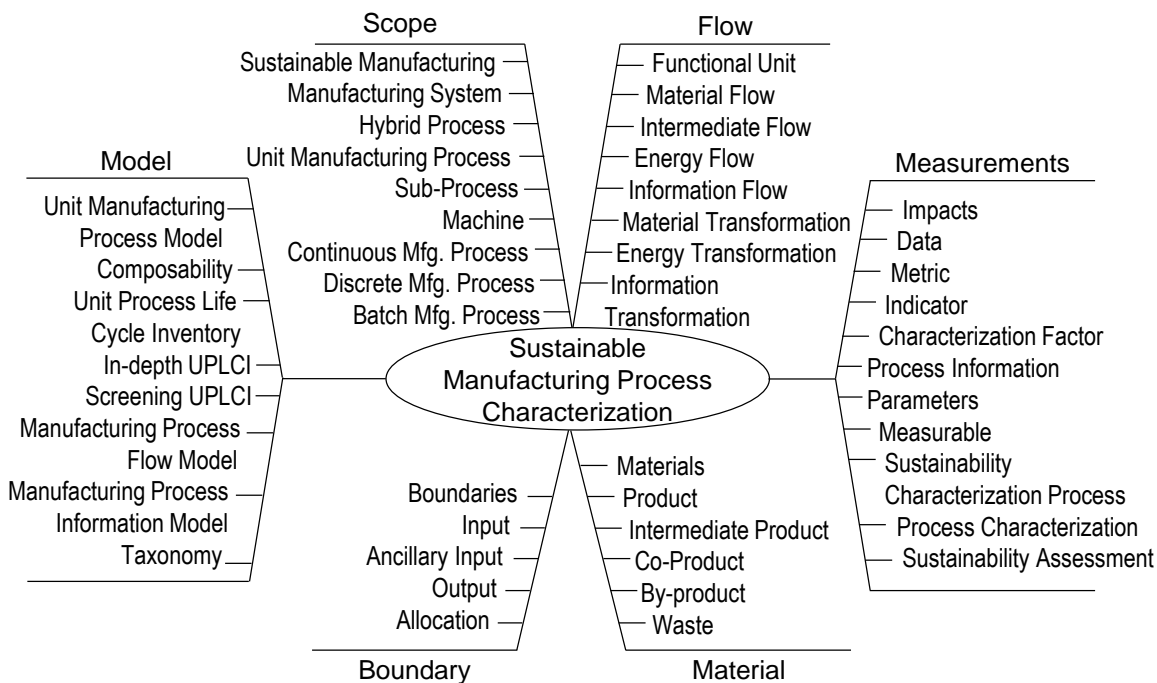 Scope
Sustainable Manufacturing
Manufacturing System
Hybrid Process
Unit Manufacturing Process
Sub-Process
Machine
Continuous Mfg. Process
Discrete Mfg. Process
Batch Mfg. Process
Flow
Functional Unit
Material Flow
Intermediate Flow
Energy Flow
Information Flow
Material Transformation
Energy Transformation
Information
Transformation
Model
Unit Manufacturing
Process Model
Composability
Unit Process Life
Cycle Inventory
In-depth UPLCI
Screening UPLCI
Manufacturing Process
Flow Model
Manufacturing Process
Information Model
Taxonomy
Sustainable
Manufacturing Process
Characterization
Measurements
Impacts
Data
Metric
Indicator
Characterization Factor
Process Information
Parameters
Measurable
Sustainability
Characterization Process
Process Characterization
Sustainability Assessment
Boundaries
Input
Ancillary Input
Output
Allocation
Boundary
Materials
Product
Intermediate Product
Co-Product
By-product
Waste
Material